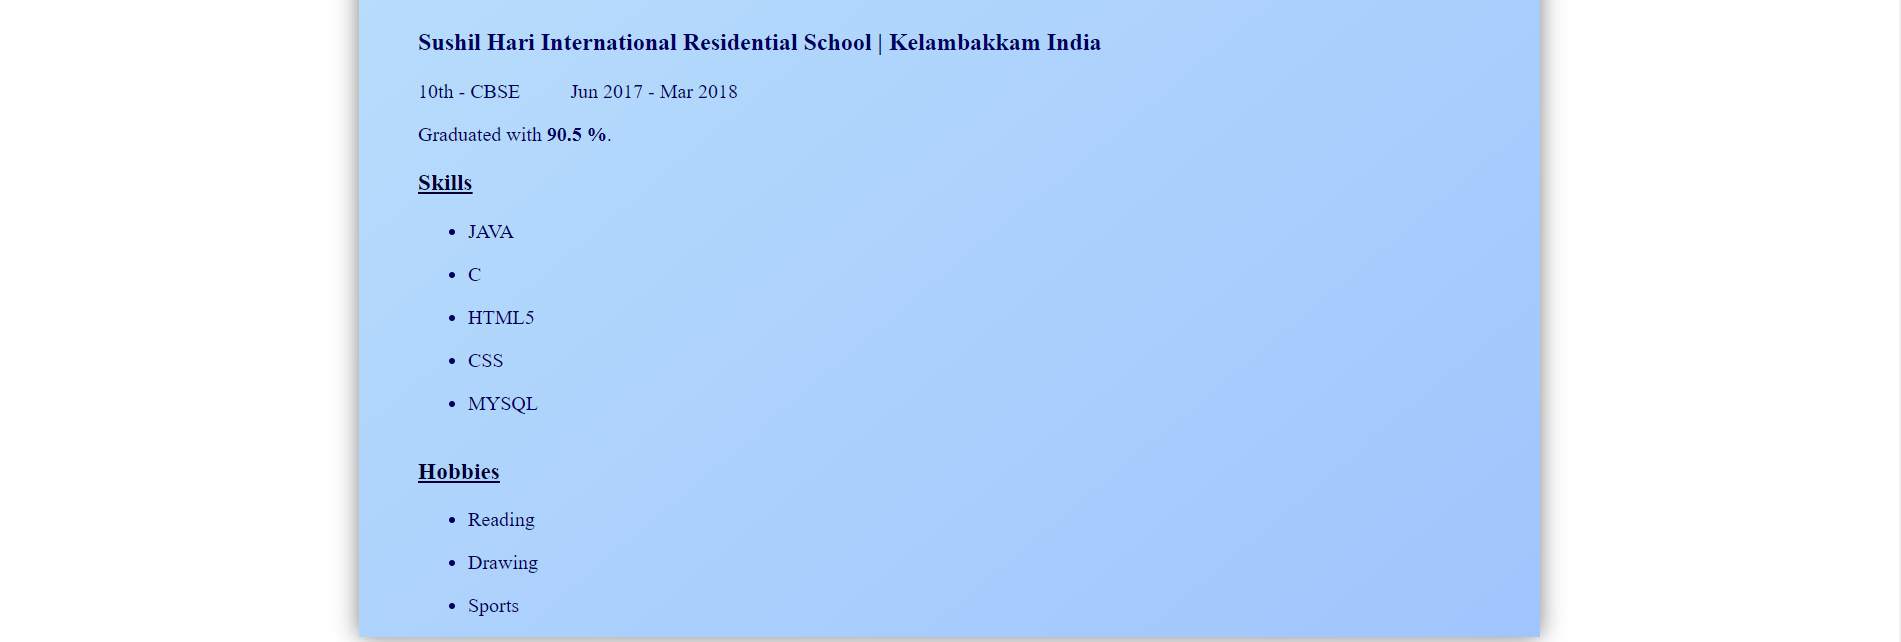 Sushil Hari International Residential School | Kelambakkam India
10th - CBSE Jun 2017 - Mar 2018
Graduated with 90.5 %.
Skills
JAVA
C
HTML5
CSS
MYSQL
Hobbies
Reading
Drawing
Sports